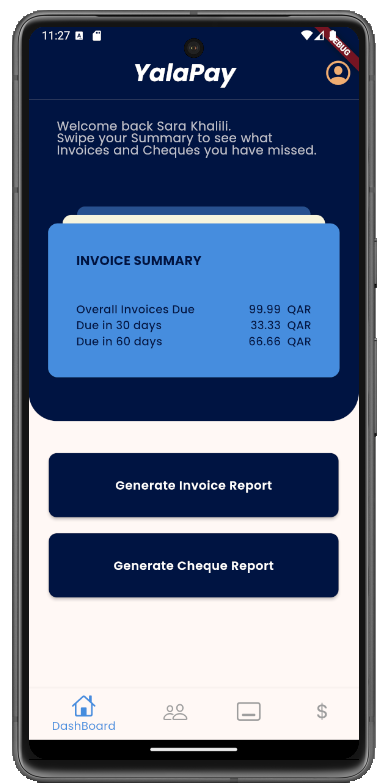 11:27
DEBUG
YalaPay
Welcome back Sara Khalili.
Swipe your Summary to see what
Invoices and Cheques you have missed.
INVOICE SUMMARY
Overall Invoices Due 99.99 QAR
Due in 30 days 33.33 QAR
Due in 60 days 66.66 QAR
Generate Invoice Report
Generate Cheque Report
$
DashBoard